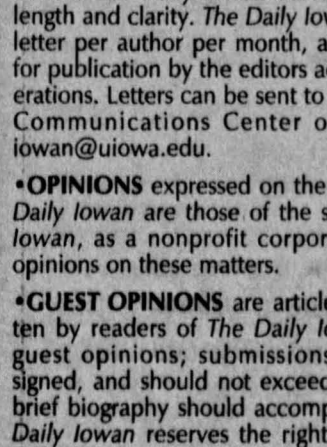 length and clarity. The Daily Iow
letter per author per month, a
for publication by the editors a
erations. Letters can be sent to
Communications Center o
iowan@uiowa.edu.
•OPINIONS expressed on the
Daily Iowan are those of the s
Iowan, as a nonprofit corpor
opinions on these matters.
•GUEST OPINIONS are article
ten by readers of The Daily Io
guest opinions; submissions
signed, and should not exceed
brief biography should accomp
Daily Iowan reserves the right